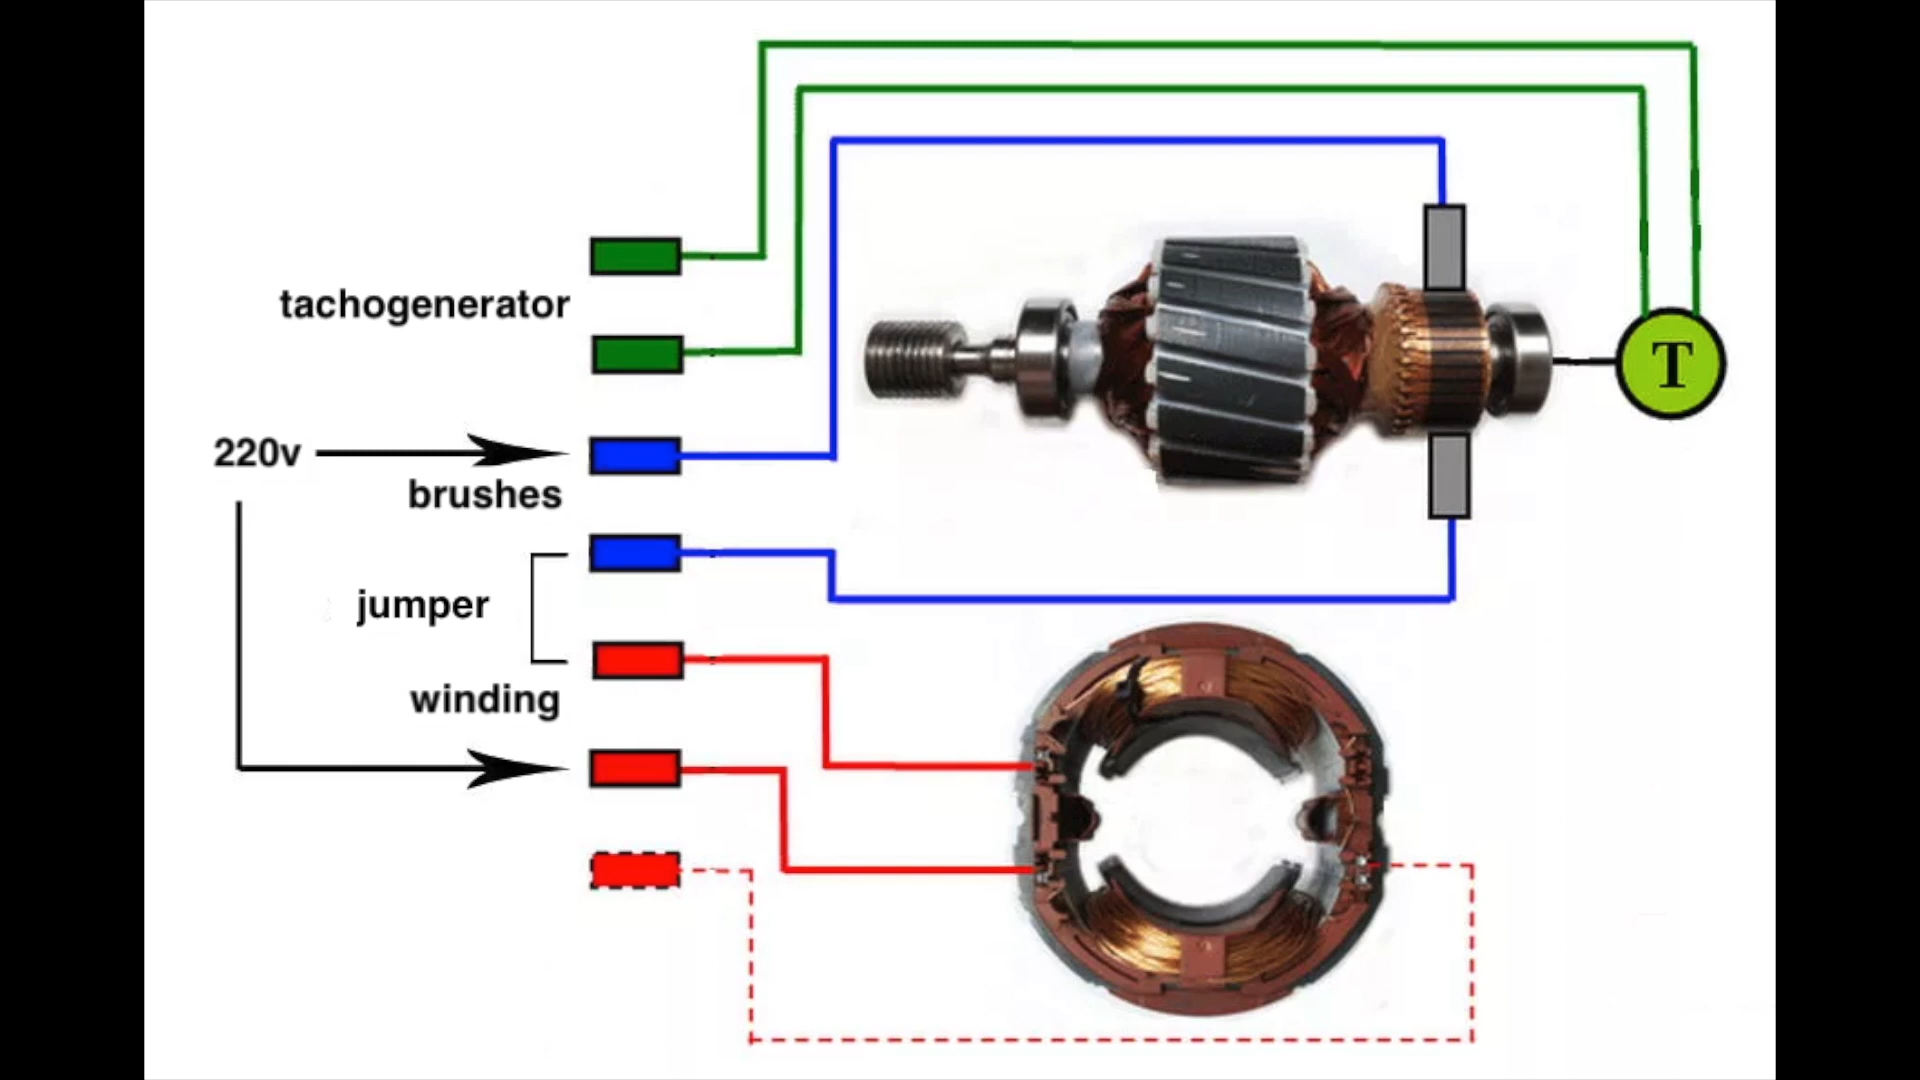 tachogenerator
T
220v
brushes
jumper
winding